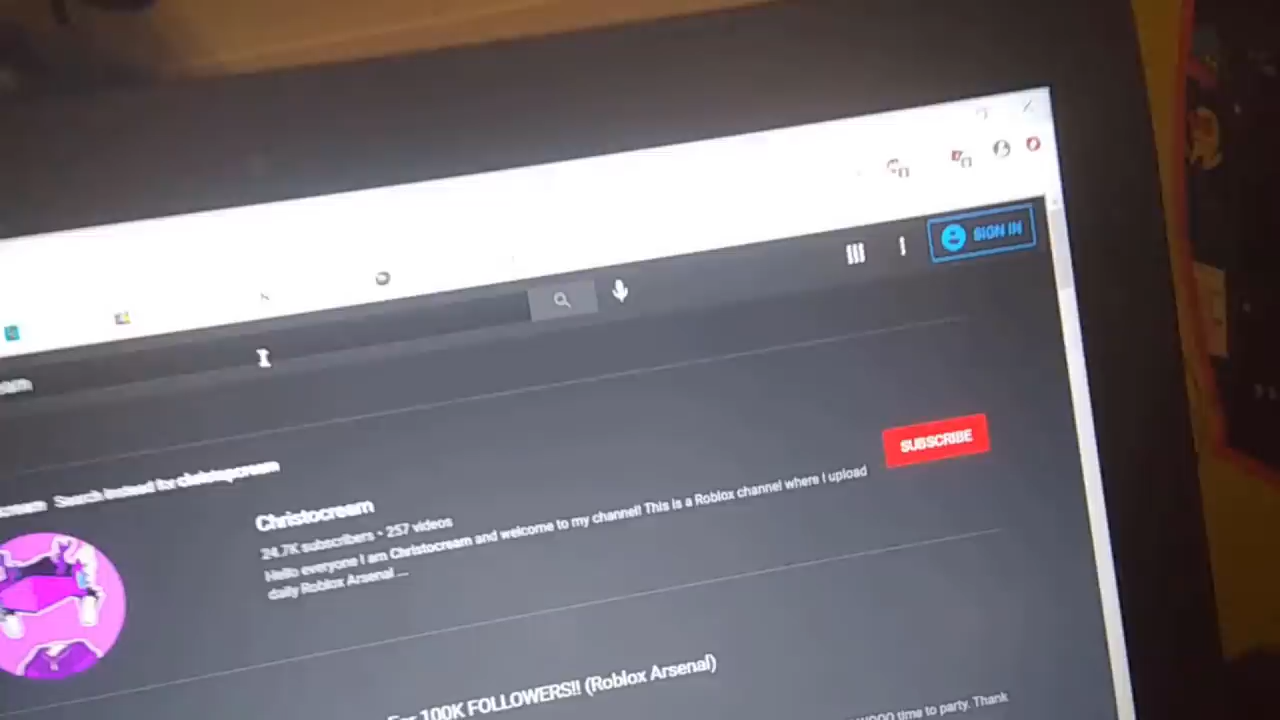 SIGN IN
Search instead for christopcream
SUBSCRIBE
Christocream
24.7K subscribers • 257 videos
Hello everyone I am Christocream and welcome to my channel! This is a Roblox channel where I upload
daily Roblox Arsenal ...
For 100K FOLLOWERS!! (Roblox Arsenal)
time to party. Thank